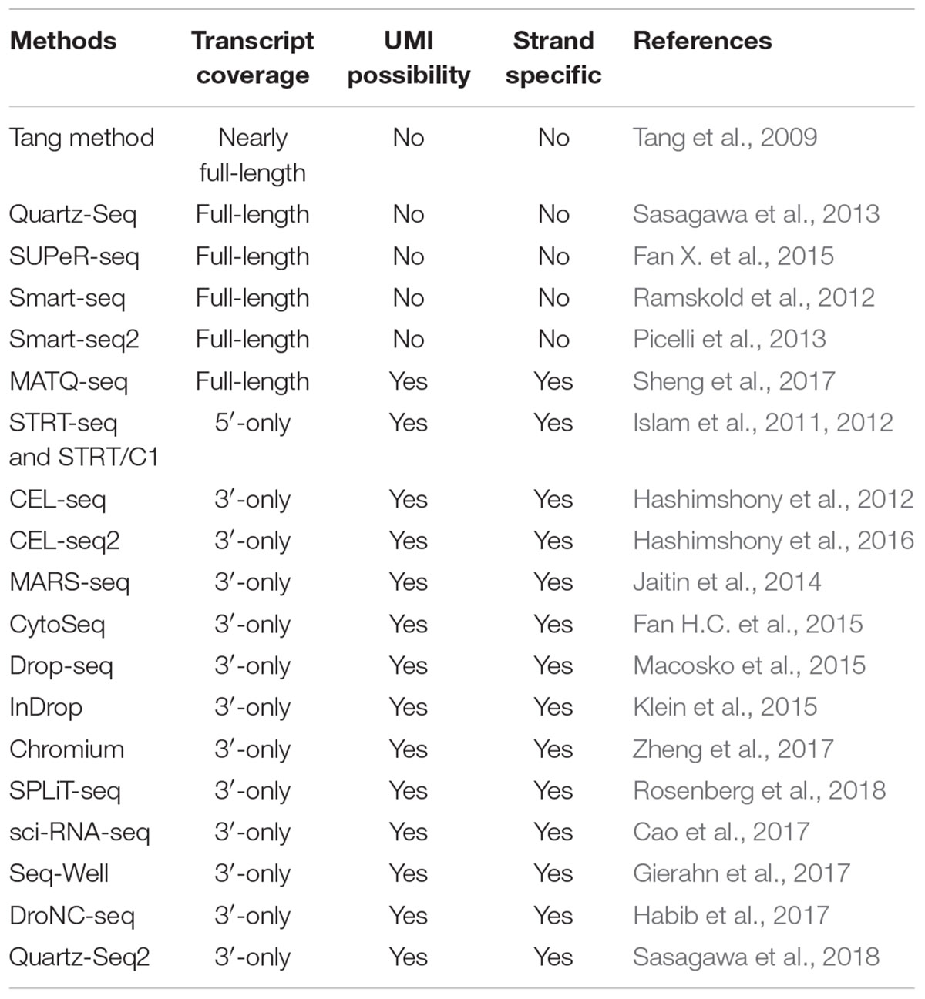 Methods Transcript UMI Strand References
coverage possibility specific
Tang method Nearly No No Tang et al., 2009
full-length
Quartz-Seq Full-length No No Sasagawa et al., 2013
SUPeR-seq Full-length No No Fan X. et al., 2015
Smart-seq Full-length No No Ramskold et al., 2012
Smart-seq2 Full-length No No Picelli et al., 2013
MATQ-seq Full-length Yes Yes Sheng et al., 2017
STRT-seq 5′-only Yes Yes Islam et al., 2011, 2012
and STRT/C1
CEL-seq 3′-only Yes Yes Hashimshony et al., 2012
CEL-seq2 3′-only Yes Yes Hashimshony et al., 2016
MARS-seq 3′-only Yes Yes Jaitin et al., 2014
CytoSeq 3′-only Yes Yes Fan H.C. et al., 2015
Drop-seq 3′-only Yes Yes Macosko et al., 2015
InDrop 3′-only Yes Yes Klein et al., 2015
Chromium 3′-only Yes Yes Zheng et al., 2017
SPLiT-seq 3′-only Yes Yes Rosenberg et al., 2018
sci-RNA-seq 3′-only Yes Yes Cao et al., 2017
Seq-Well 3′-only Yes Yes Gierahn et al., 2017
DroNC-seq 3′-only Yes Yes Habib et al., 2017
Quartz-Seq2 3′-only Yes Yes Sasagawa et al., 2018